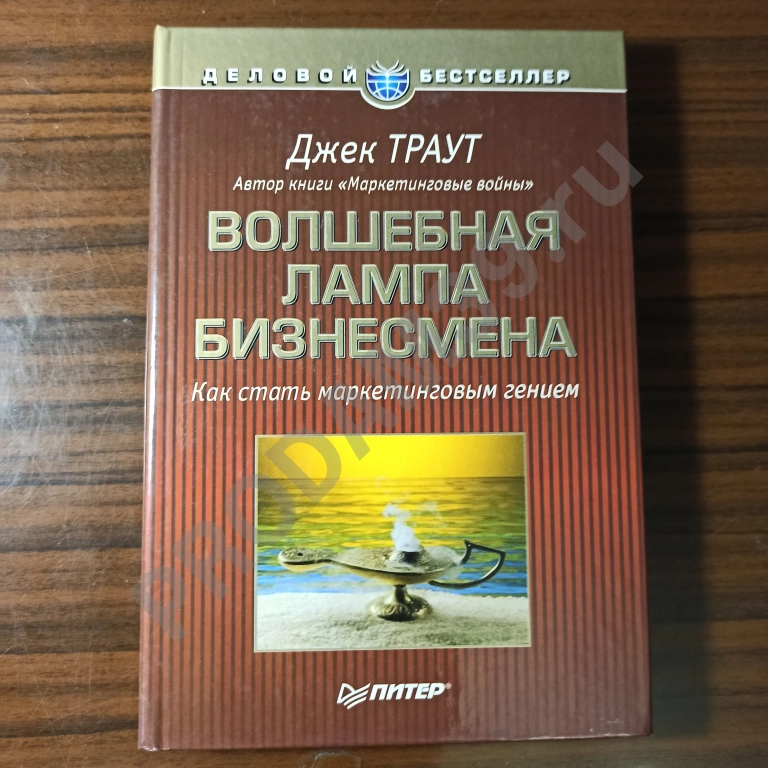 ДЕЛОВОЙ БЕСТСЕЛЛЕР
Джек ТРАУТ
Автор книги «Маркетинговые войны»
ВОЛШЕБНАЯ
ЛАМПА
БИЗНЕСМЕНА
Как стать маркетинговым гением
ПИТЕР®